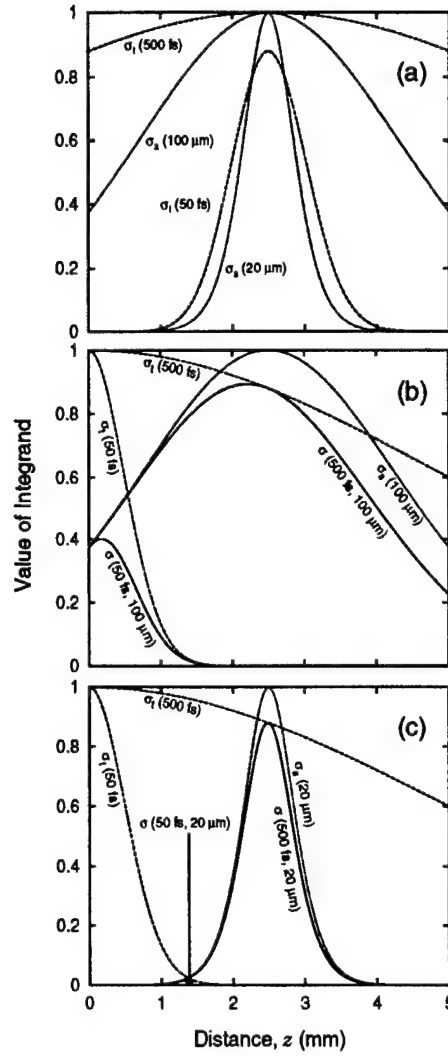 1
σt (500 fs)
(a)
0.8
0.6
σa (100 μm)
0.4
σt (50 fs)
0.2
σa (20 μm)
0
1
σt (500 fs)
(b)
0.8
σt (50 fs)
0.6
σa (100 μm)
σ (500 fs, 100 μm)
0.4
σ (50 fs, 100 μm)
0.2
0
Value of Integrand
1
σt (500 fs)
(c)
0.8
σt (50 fs)
σa (20 μm)
0.6
σ (50 fs, 20 μm)
σ (500 fs, 20 μm)
0.4
0.2
0
0 1 2 3 4 5
Distance, z (mm)